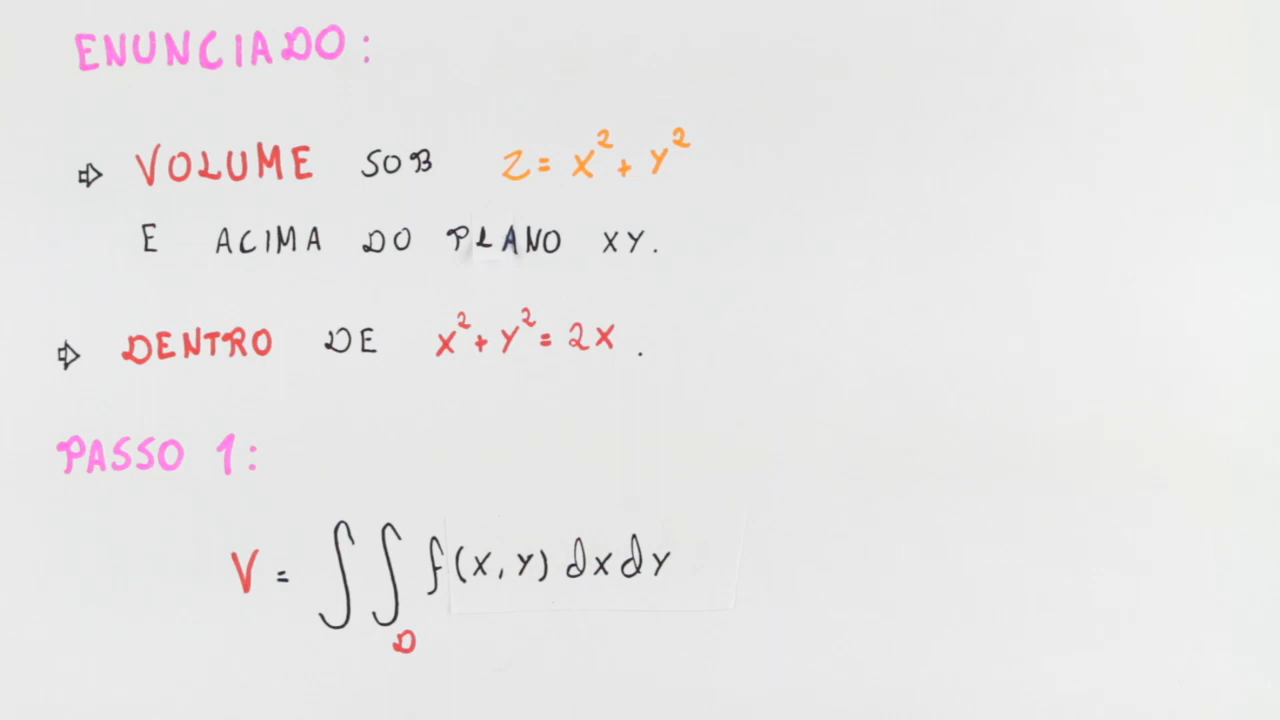 ENUNCIADO:
⇨ VOLUME SOB z = x² + y²
E ACIMA DO PLANO XY.
⇨ DENTRO DE x² + y² = 2x .
PASSO 1:
V = ∫∫_D f(x,y) dx dy